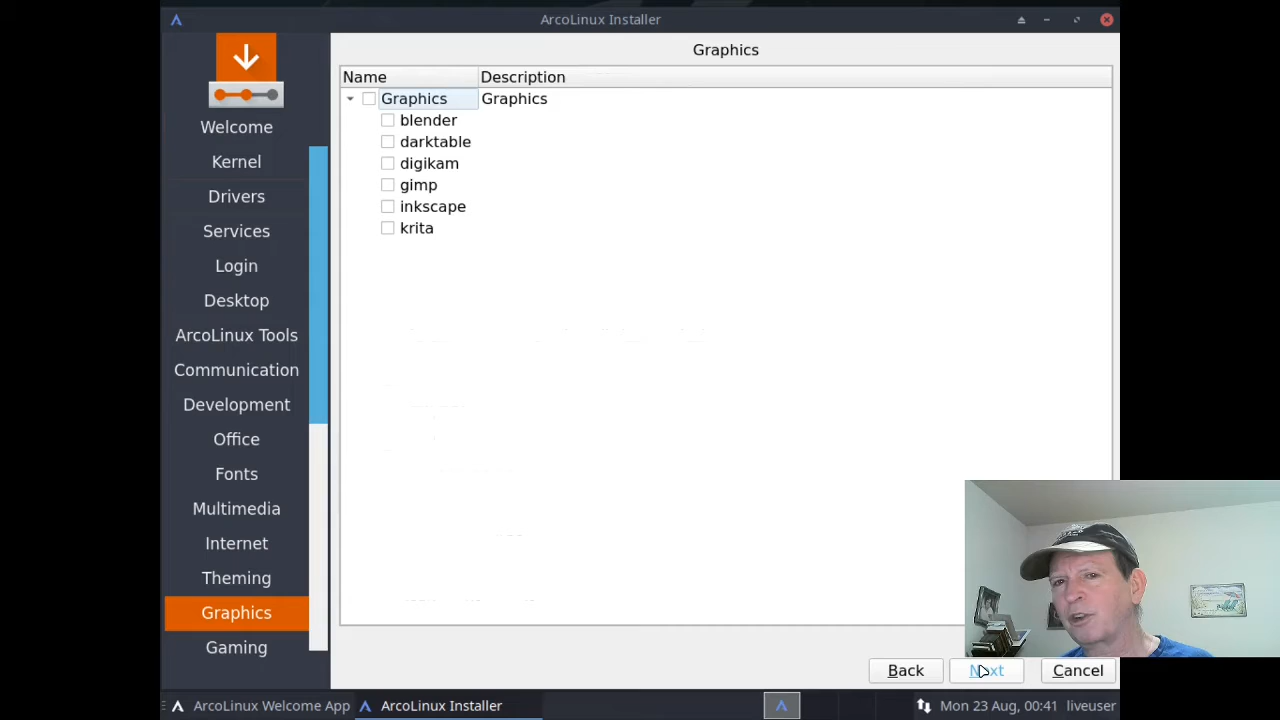 ArcoLinux Installer
Graphics
Welcome
Kernel
Drivers
Services
Login
Desktop
ArcoLinux Tools
Communication
Development
Office
Fonts
Multimedia
Internet
Theming
Graphics
Gaming
Name Description
Graphics Graphics
blender
darktable
digikam
gimp
inkscape
krita
Back Next Cancel
ArcoLinux Welcome App ArcoLinux Installer Mon 23 Aug, 00:41 liveuser